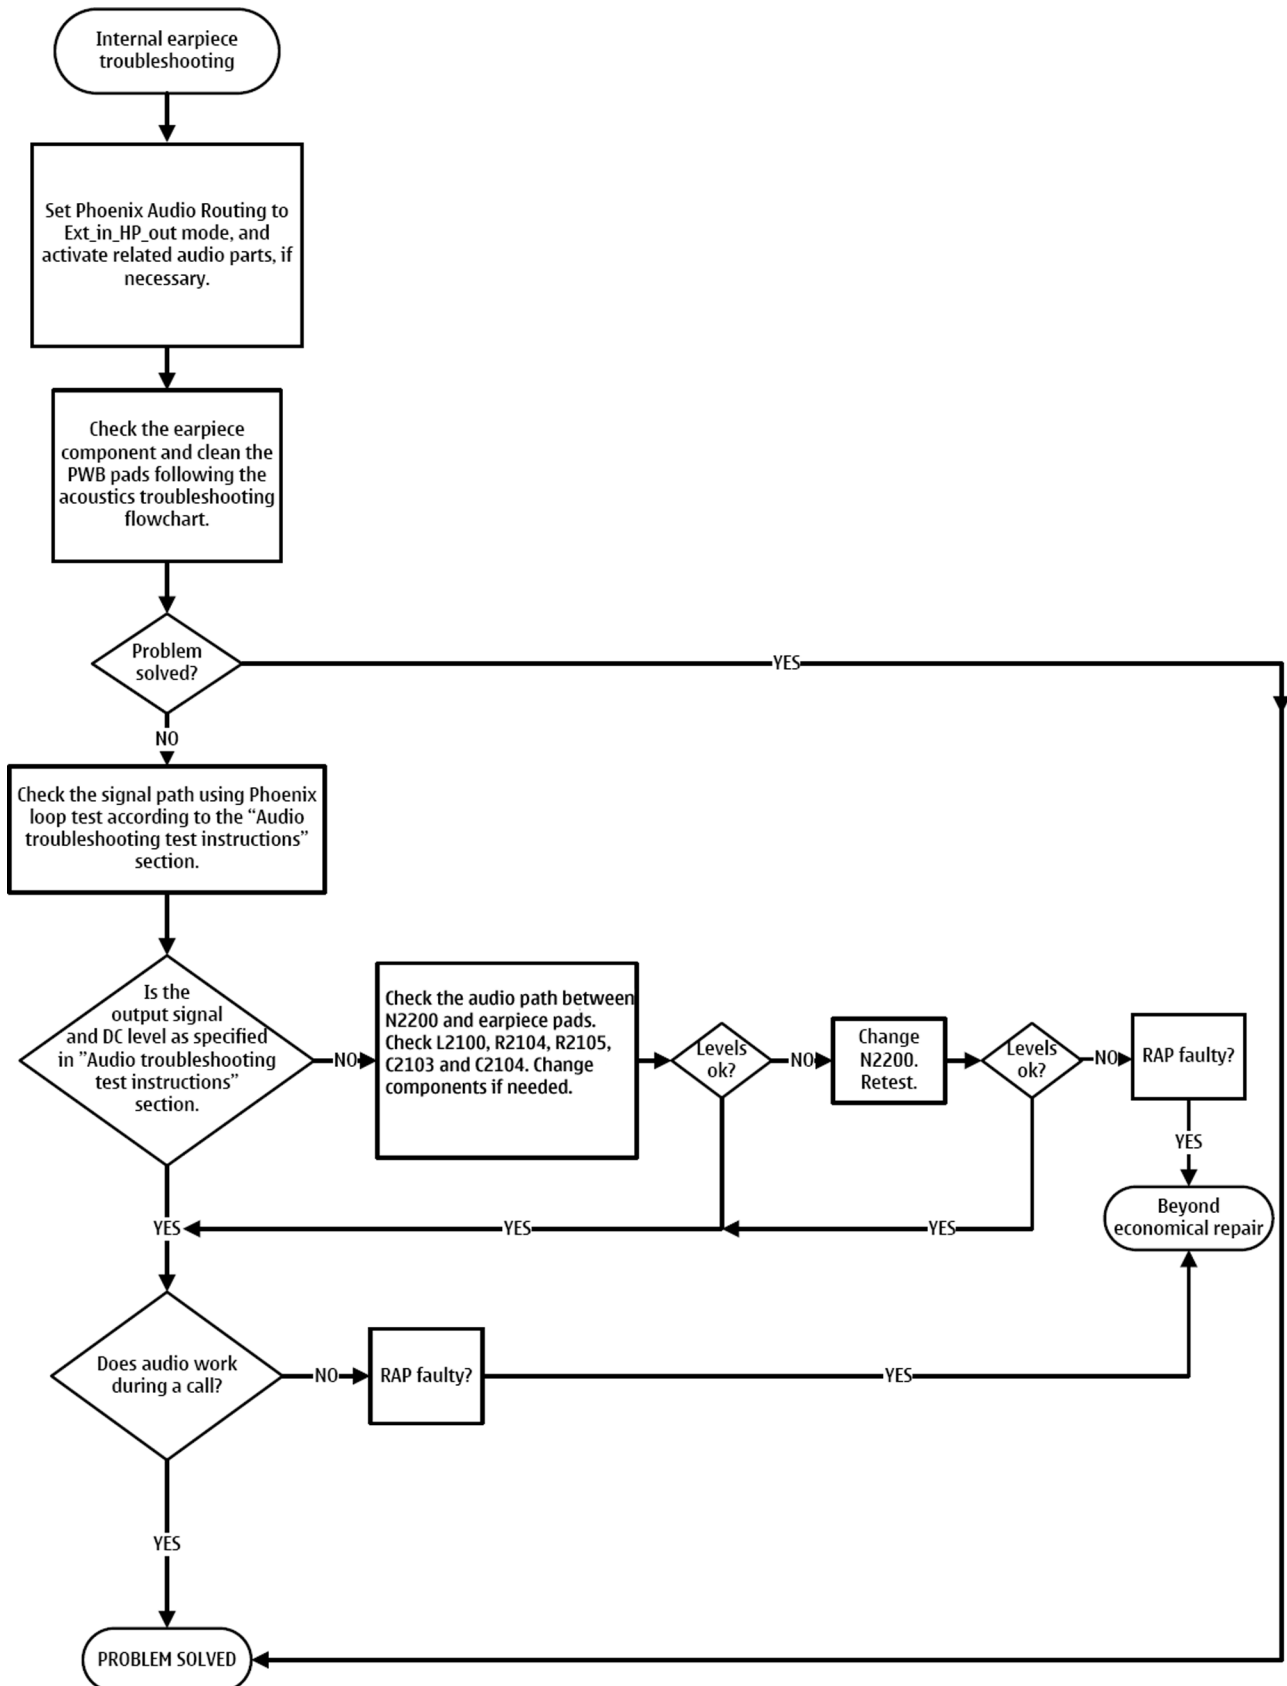 Internal earpiece
troubleshooting
Set Phoenix Audio Routing to
Ext_in_HP_out mode, and
activate related audio parts, if
necessary.
Check the earpiece
component and clean the
PWB pads following the
acoustics troubleshooting
flowchart.
Problem
solved?
YES
NO
Check the signal path using Phoenix
loop test according to the “Audio
troubleshooting test instructions”
section.
Is the
output signal
and DC level as specified
in ”Audio troubleshooting
test instructions”
section.
NO
Check the audio path between
N2200 and earpiece pads.
Check L2100, R2104, R2105,
C2103 and C2104. Change
components if needed.
Levels
ok?
NO
Change
N2200.
Retest.
Levels
ok?
NO
RAP faulty?
YES
Beyond
economical repair
YES
YES
YES
Does audio work
during a call?
NO
RAP faulty?
YES
YES
PROBLEM SOLVED